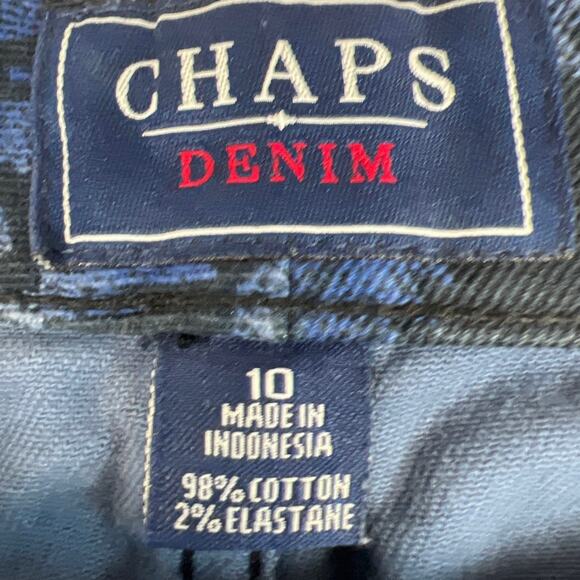 CHAPS
DENIM
10
MADE IN
INDONESIA
98% COTTON
2% ELASTANE